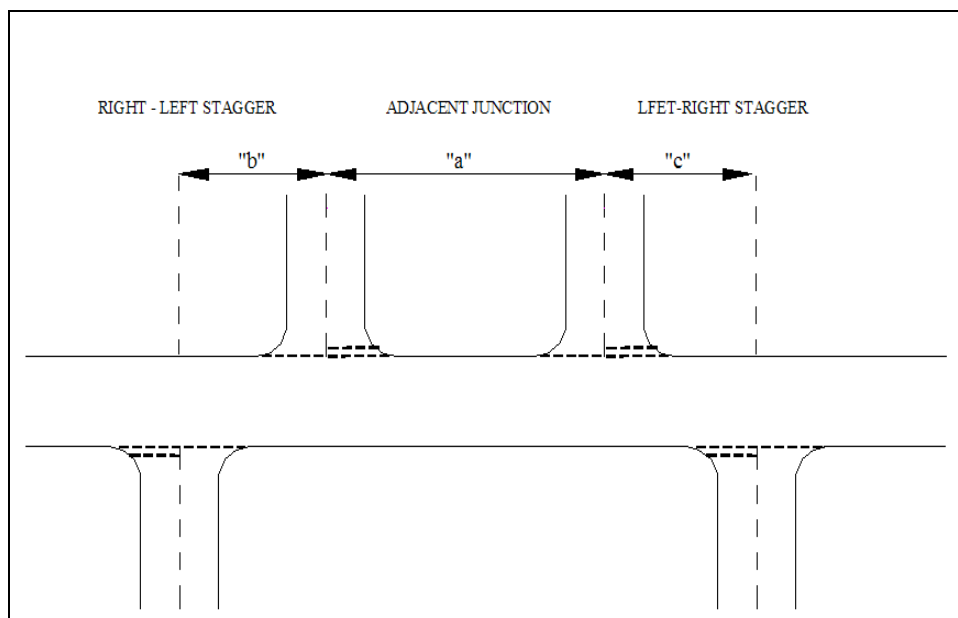 RIGHT - LEFT STAGGER
ADJACENT JUNCTION
LFET-RIGHT STAGGER
"b"
"a"
"c"